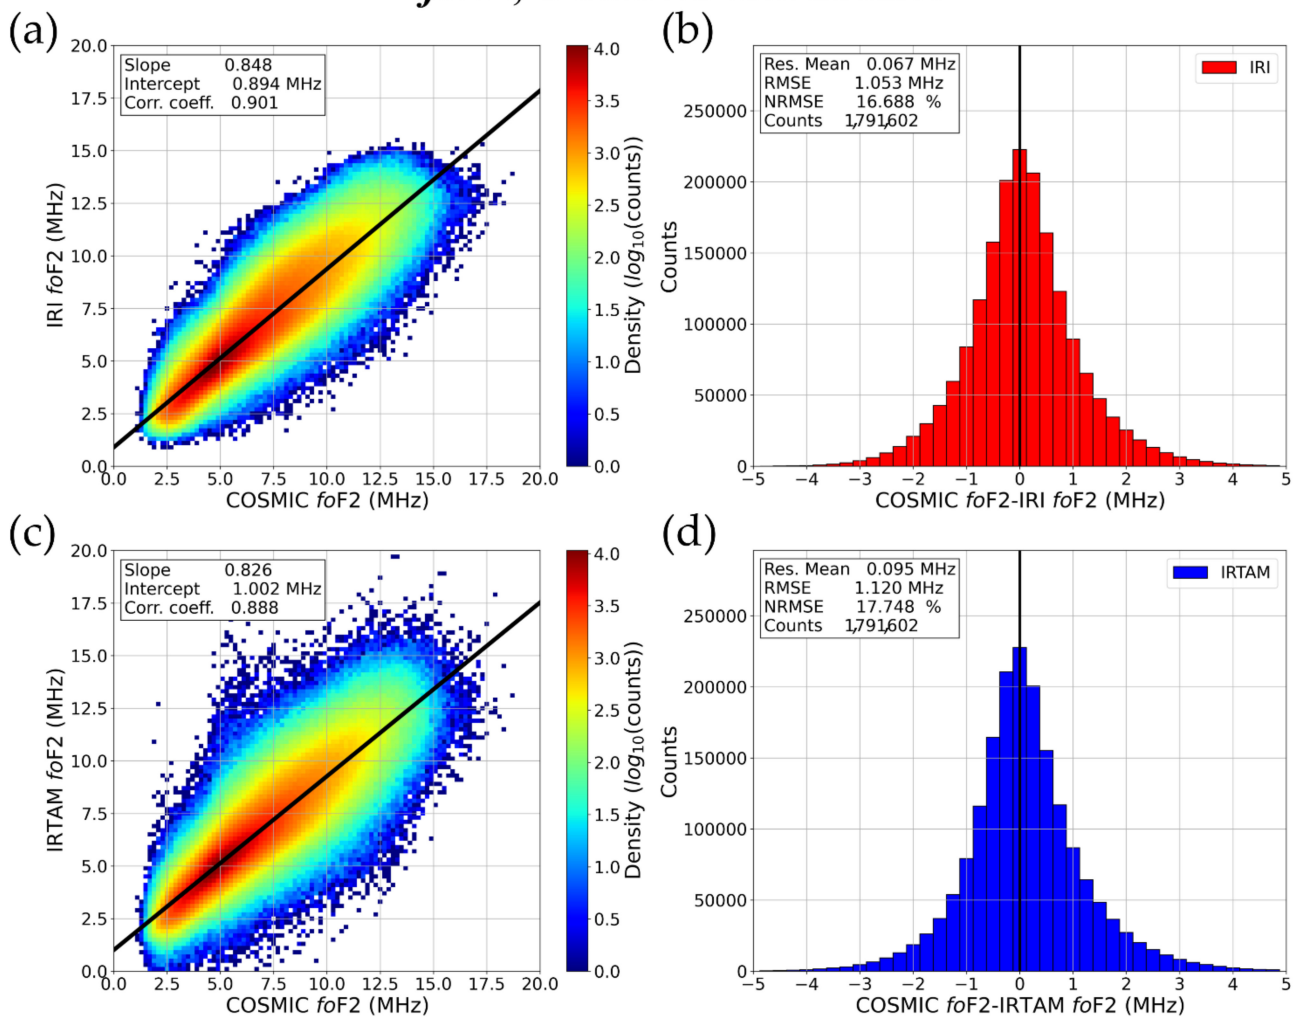 (a)
20.0
17.5
15.0
12.5
10.0
7.5
5.0
2.5
0.0
IRI foF2 (MHz)
Slope 0.848
Intercept 0.894 MHz
Corr. coeff. 0.901
0.0 2.5 5.0 7.5 10.0 12.5 15.0 17.5 20.0
COSMIC foF2 (MHz)
4.0
3.5
3.0
2.5
2.0
1.5
1.0
0.5
0.0
Density (log10(counts))
(b)
Res. Mean 0.067 MHz
RMSE 1.053 MHz
NRMSE 16.688 %
Counts 1,791,602
IRI
250000
200000
150000
100000
50000
0
Counts
−5 −4 −3 −2 −1 0 1 2 3 4 5
COSMIC foF2-IRI foF2 (MHz)
(c)
20.0
17.5
15.0
12.5
10.0
7.5
5.0
2.5
0.0
IRTAM foF2 (MHz)
Slope 0.826
Intercept 1.002 MHz
Corr. coeff. 0.888
0.0 2.5 5.0 7.5 10.0 12.5 15.0 17.5 20.0
COSMIC foF2 (MHz)
4.0
3.5
3.0
2.5
2.0
1.5
1.0
0.5
0.0
Density (log10(counts))
(d)
Res. Mean 0.095 MHz
RMSE 1.120 MHz
NRMSE 17.748 %
Counts 1,791,602
IRTAM
250000
200000
150000
100000
50000
0
Counts
−5 −4 −3 −2 −1 0 1 2 3 4 5
COSMIC foF2-IRTAM foF2 (MHz)